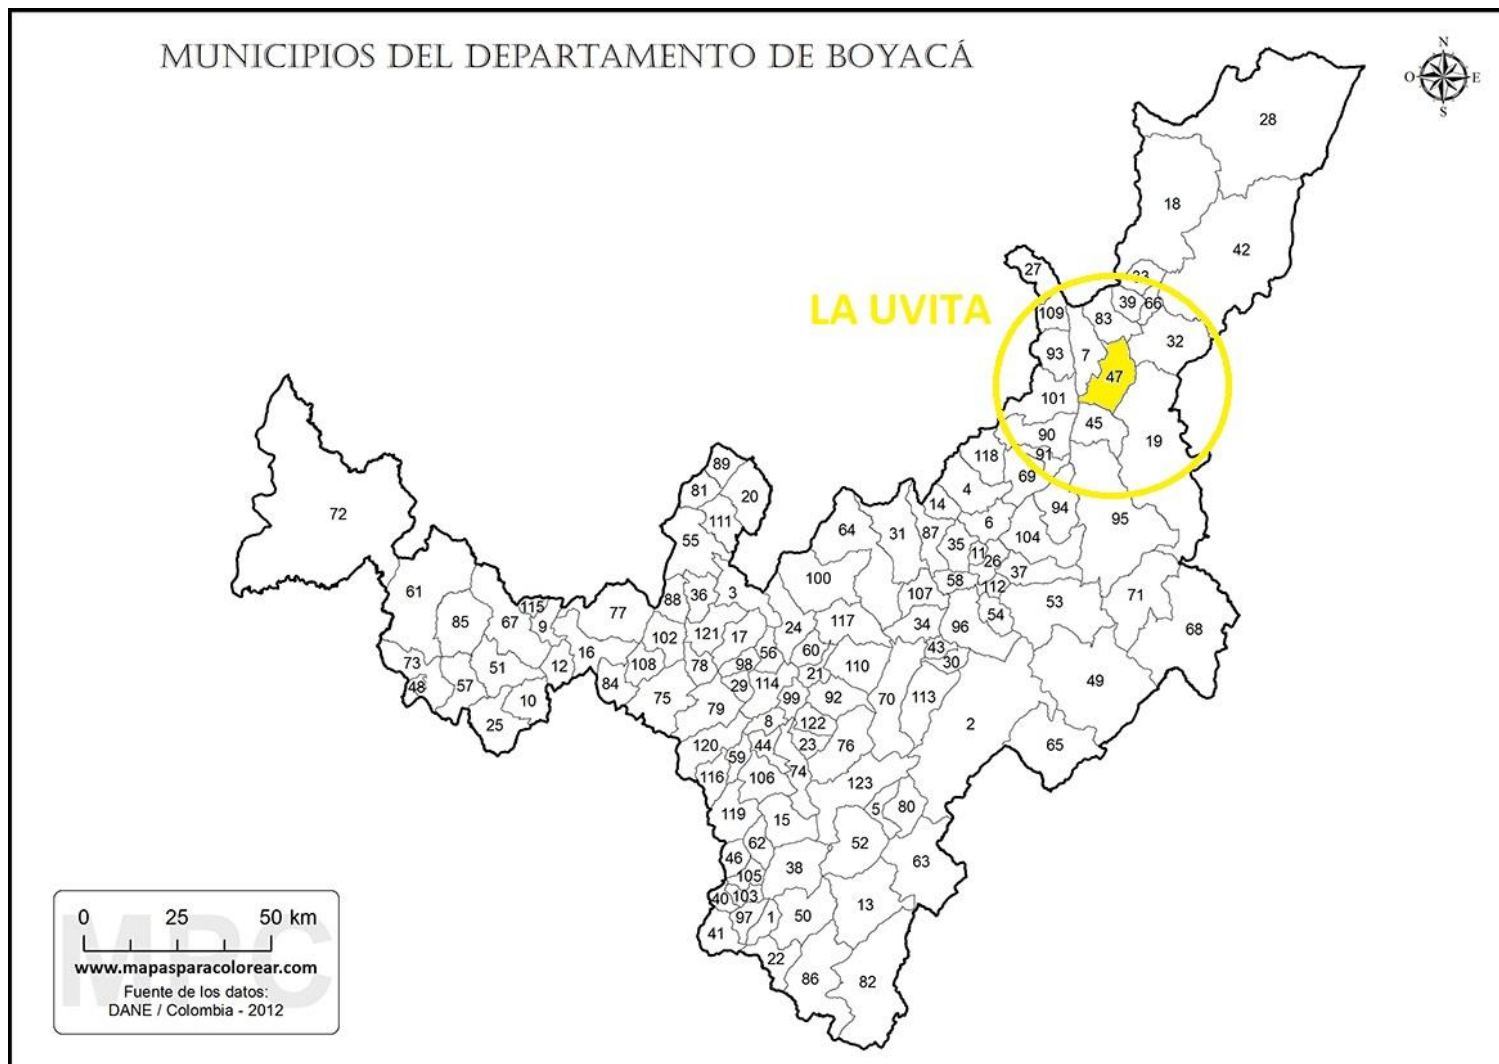 MUNICIPIOS DEL DEPARTAMENTO DE BOYACÁ
N
O E
S
28
18
42
27
33
LA UVITA
39 66
109 83
32
93 7
47
101
45
90 19
118 91
89
69
81 20 4
14 94
72 111 6 95
64 31 87 104
55 35 11
26
100 58 37
112
61 36 3 107 53 71
88
115 77 54
67 9 24 117 34 96 68
85 102 121 17
43
16 56 60
73 51 12 108 78 98 21 110 30
48 57 84 29 114 49
10 75 99 92 70 113
25 79 8 122 2
120 44 23 76 65
59
116 106 74
123
119 15 5 80
62 52
46 38 63
105
40 103 13
97 1 50
41
22
86 82
0 25 50 km
MPC
www.mapasparacolorear.com
Fuente de los datos:
DANE / Colombia - 2012